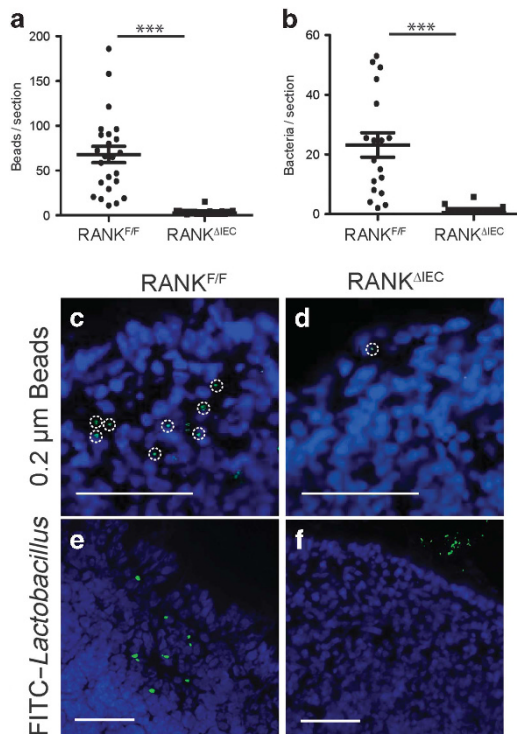 a
b
***
***
200
150
100
50
0
Beads / section
60
40
20
0
Bacteria / section
RANKF/F
RANKΔIEC
RANKF/F
RANKΔIEC
RANKF/F
RANKΔIEC
0.2 μm Beads
c
d
FITC–Lactobacillus
e
f